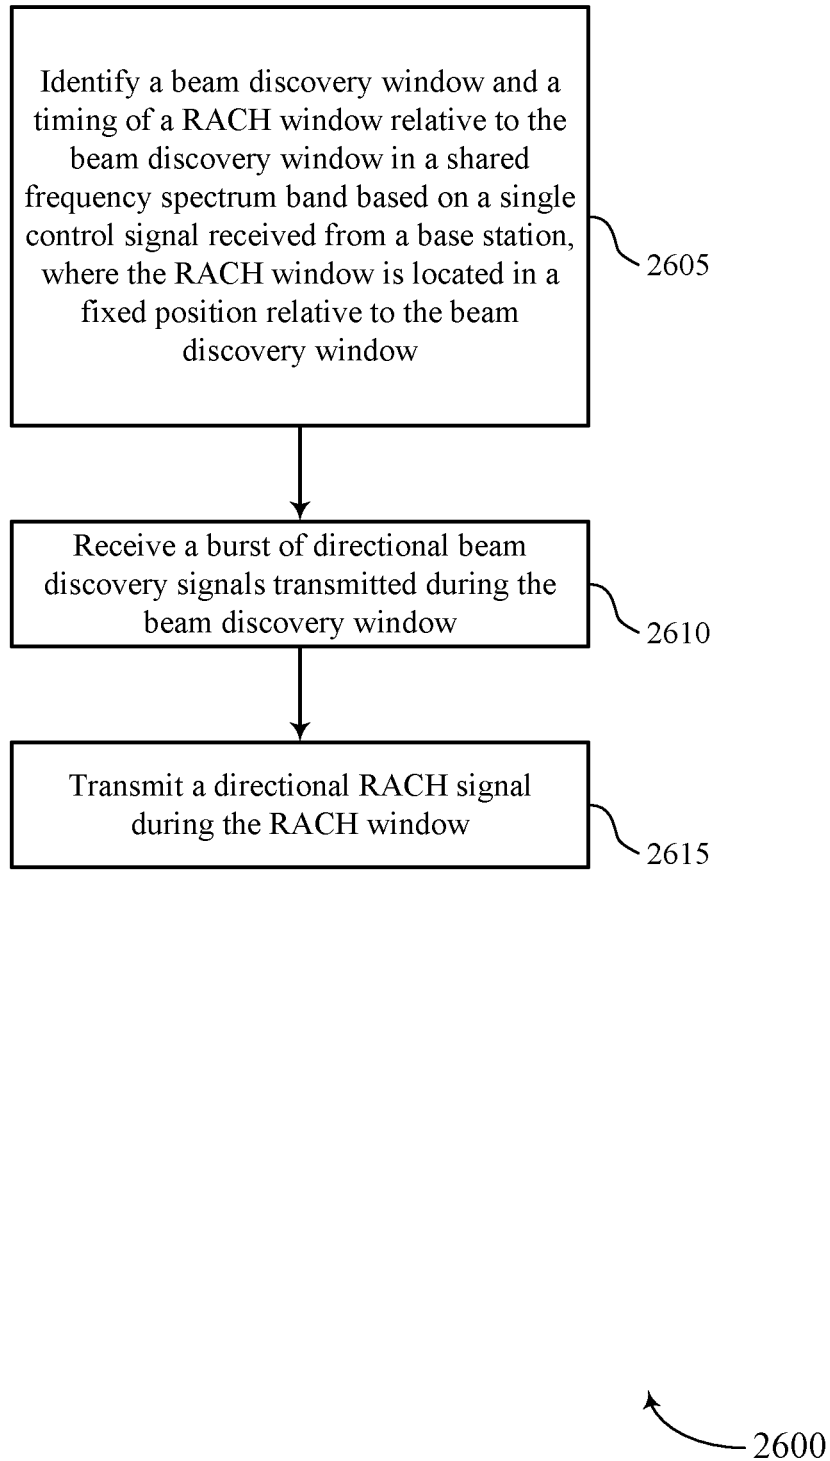 Identify a beam discovery window and a
timing of a RACH window relative to the
beam discovery window in a shared
frequency spectrum band based on a single
control signal received from a base station,
where the RACH window is located in a
fixed position relative to the beam
discovery window
2605
Receive a burst of directional beam
discovery signals transmitted during the
beam discovery window
2610
Transmit a directional RACH signal
during the RACH window
2615
2600